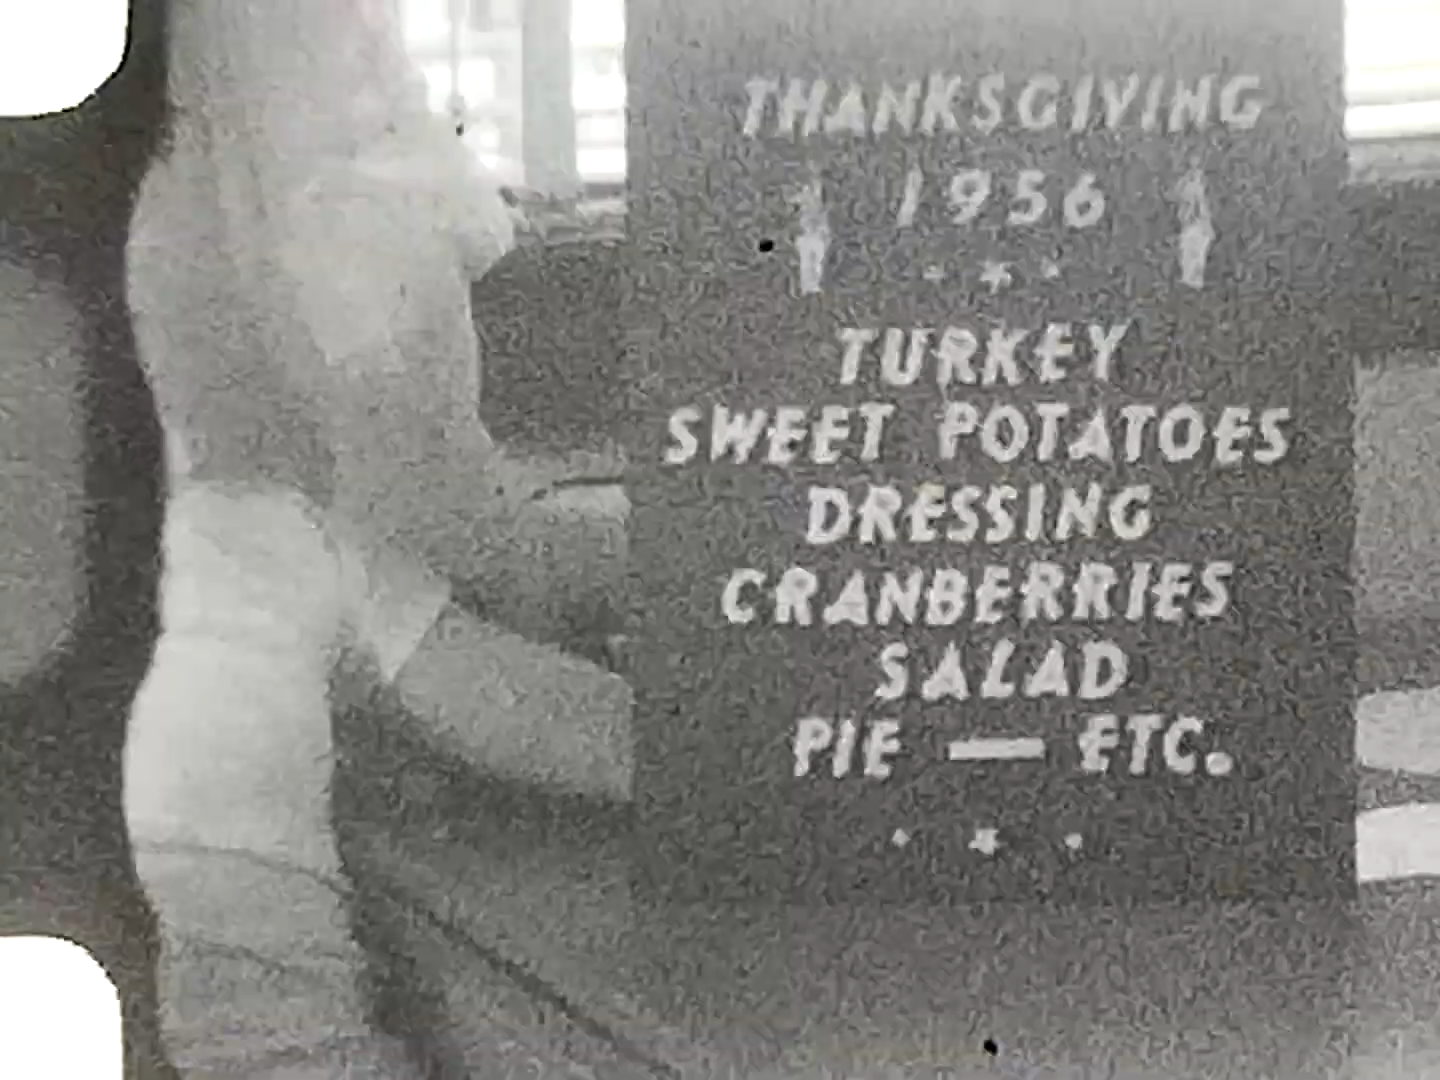 THANKSGIVING
1956
TURKEY
SWEET POTATOES
DRESSING
CRANBERRIES
SALAD
PIE — ETC.